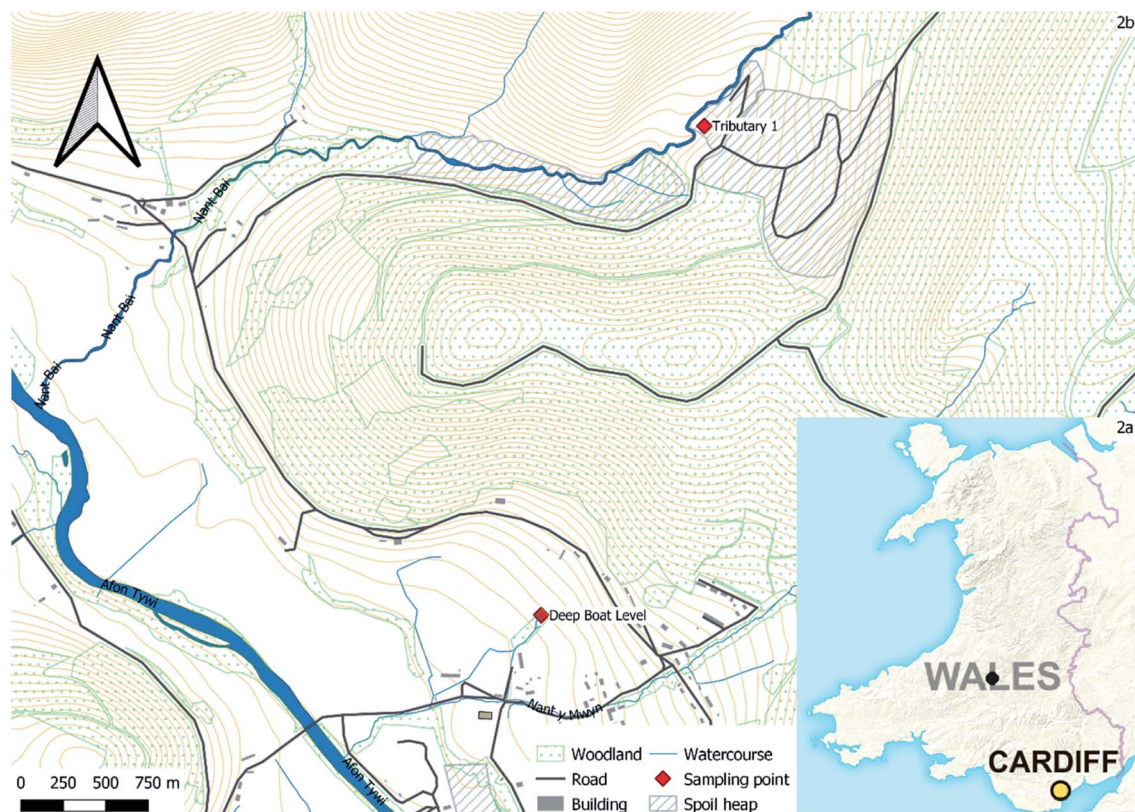 2b
Tributary 1
Nant Bai
Nant Bai
Nant Bai
2a
Afon Tywi
Deep Boat Level
WALES
Nant y Mwyn
CARDIFF
Afon Tywi
Woodland
Watercourse
Road
Sampling point
Building
Spoil heap
0 250 500 750 m